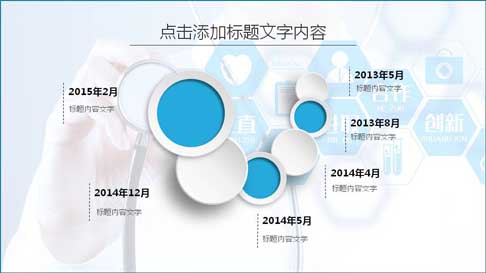 点击添加标题文字内容
2015年2月
标题内容文字
2013年5月
标题内容文字
合作
2013年8月
标题内容文字
创新
直
2014年4月
标题内容文字
2014年12月
标题内容文字
2014年5月
标题内容文字